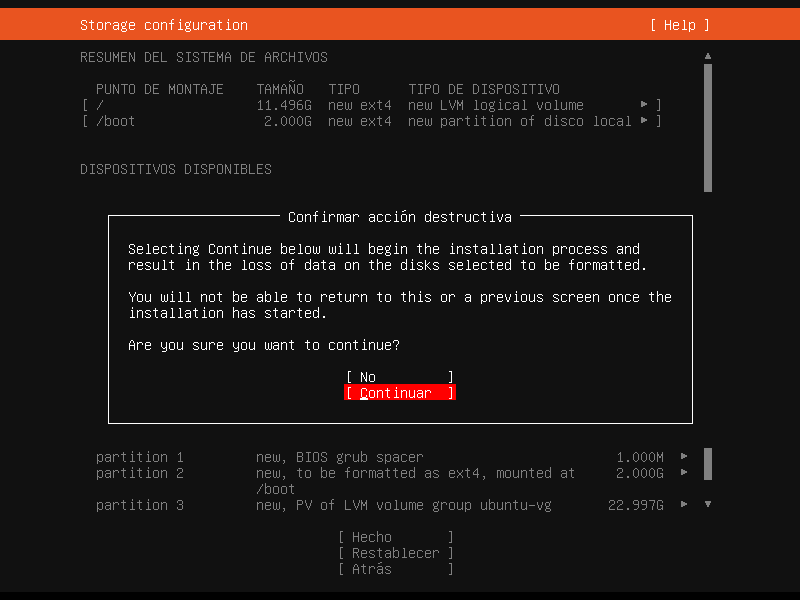 Storage configuration [ Help ]
RESUMEN DEL SISTEMA DE ARCHIVOS ▲
PUNTO DE MONTAJE TAMAÑO TIPO TIPO DE DISPOSITIVO
[ / 11.496G new ext4 new LVM logical volume ▸ ]
[ /boot 2.000G new ext4 new partition of disco local ▸ ]
DISPOSITIVOS DISPONIBLES
Confirmar acción destructiva
Selecting Continue below will begin the installation process and
result in the loss of data on the disks selected to be formatted.
You will not be able to return to this or a previous screen once the
installation has started.
Are you sure you want to continue?
[ No ]
[ Continuar ]
partition 1 new, BIOS grub spacer 1.000M ▸
partition 2 new, to be formatted as ext4, mounted at 2.000G ▸
/boot
partition 3 new, PV of LVM volume group ubuntu-vg 22.997G ▸ ▼
[ Hecho ]
[ Restablecer ]
[ Atrás ]